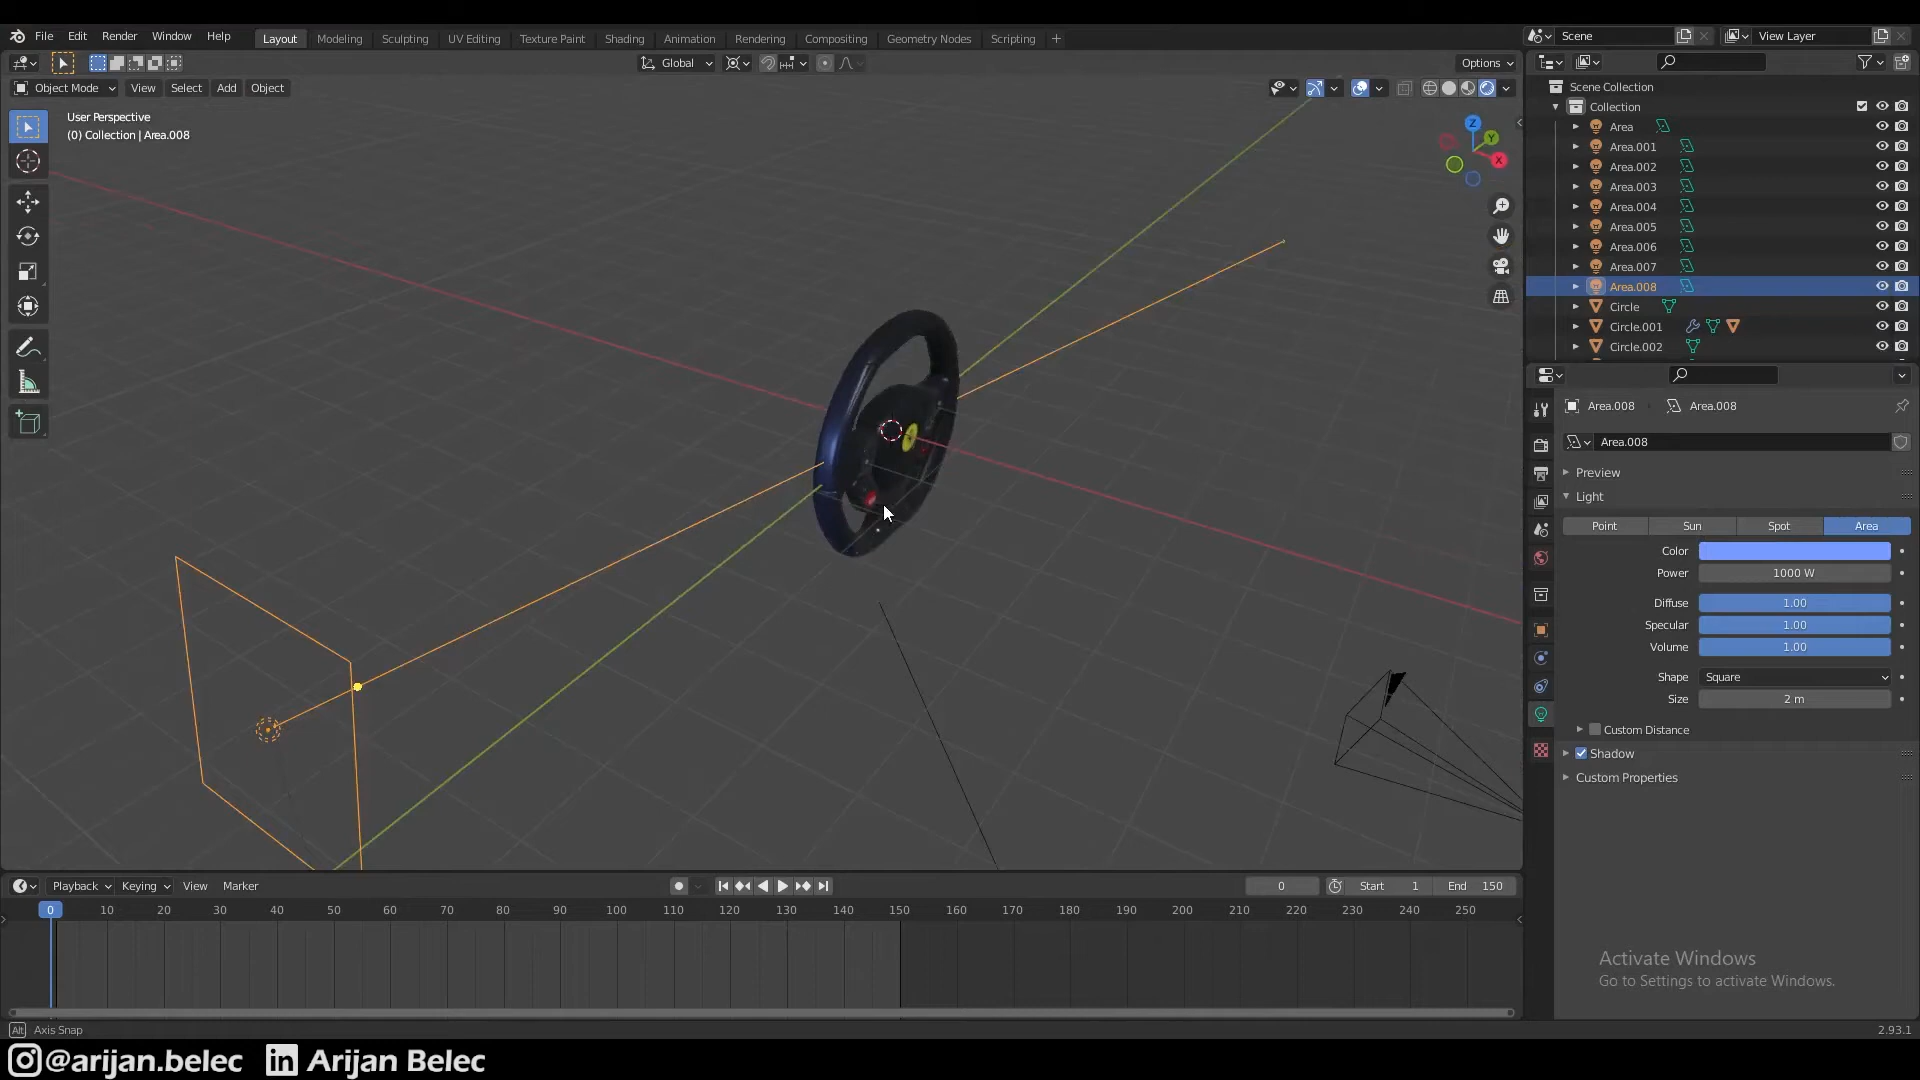 File Edit Render Window Help Layout Modeling Sculpting UV Editing Texture Paint Shading Animation Rendering Compositing Geometry Nodes Scripting + Scene View Layer
Global Options
Object Mode View Select Add Object
User Perspective
(0) Collection | Area.008
Z
Y
X
Scene Collection
Collection
Area
Area.001
Area.002
Area.003
Area.004
Area.005
Area.006
Area.007
Area.008
Circle
Circle.001
Circle.002
Area.008 Area.008
Area.008
Preview
Light
Point Sun Spot Area
Color
Power 1000 W
Diffuse 1.00
Specular 1.00
Volume 1.00
Shape Square
Size 2 m
Custom Distance
Shadow
Custom Properties
Playback Keying View Marker 0 Start 1 End 150
0 10 20 30 40 50 60 70 80 90 100 110 120 130 140 150 160 170 180 190 200 210 220 230 240 250
Activate Windows
Go to Settings to activate Windows.
Alt Axis Snap 2.93.1
@arijan.belec in Arijan Belec